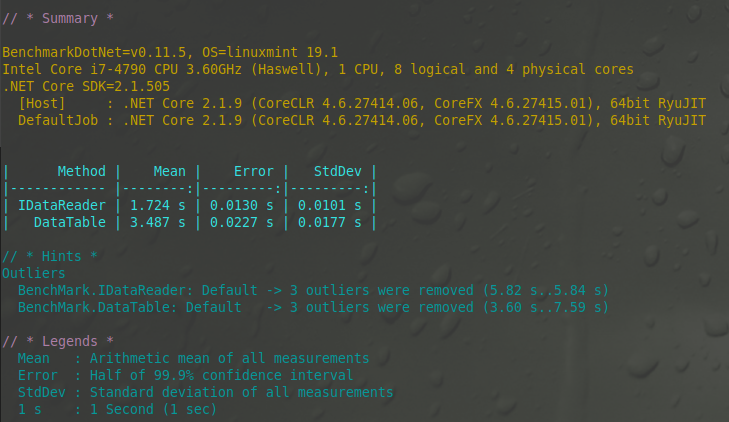 // * Summary *
BenchmarkDotNet=v0.11.5, OS=linuxmint 19.1
Intel Core i7-4790 CPU 3.60GHz (Haswell), 1 CPU, 8 logical and 4 physical cores
.NET Core SDK=2.1.505
  [Host]     : .NET Core 2.1.9 (CoreCLR 4.6.27414.06, CoreFX 4.6.27415.01), 64bit RyuJIT
  DefaultJob : .NET Core 2.1.9 (CoreCLR 4.6.27414.06, CoreFX 4.6.27415.01), 64bit RyuJIT
|      Method |    Mean |    Error |   StdDev |
|------------ |--------:|---------:|---------:|
| IDataReader | 1.724 s | 0.0130 s | 0.0101 s |
|   DataTable | 3.487 s | 0.0227 s | 0.0177 s |
// * Hints *
Outliers
  BenchMark.IDataReader: Default -> 3 outliers were removed (5.82 s..5.84 s)
  BenchMark.DataTable: Default   -> 3 outliers were removed (3.60 s..7.59 s)
// * Legends *
  Mean   : Arithmetic mean of all measurements
  Error  : Half of 99.9% confidence interval
  StdDev : Standard deviation of all measurements
  1 s    : 1 Second (1 sec)